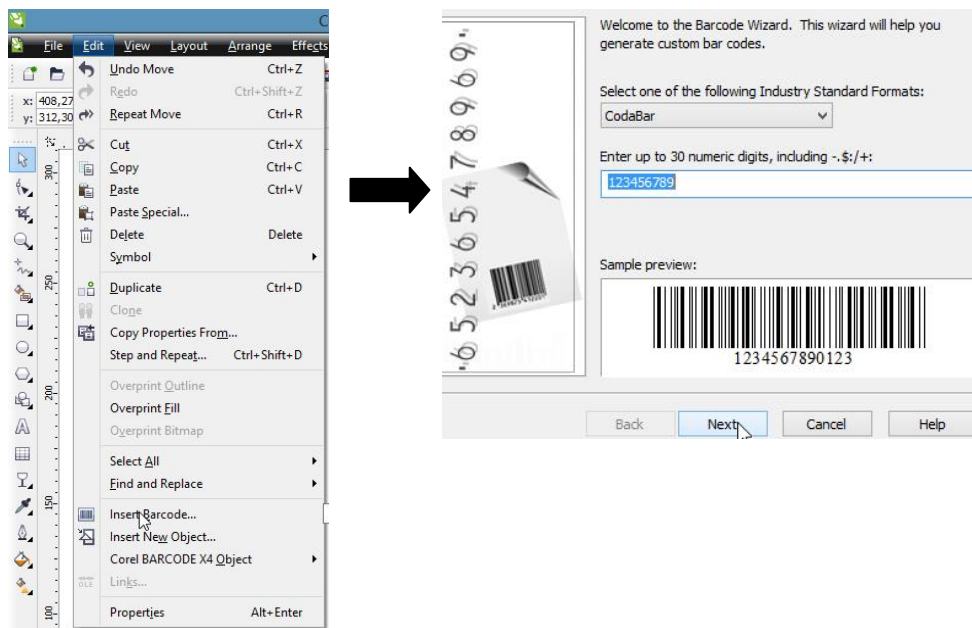 C
File Edit View Layout Arrange Effects
x: 408,27
y: 312,30
300
250
200
150
100
Undo Move Ctrl+Z
Redo Ctrl+Shift+Z
Repeat Move Ctrl+R
Cut Ctrl+X
Copy Ctrl+C
Paste Ctrl+V
Paste Special...
Delete Delete
Symbol
Duplicate Ctrl+D
Clone
Copy Properties From...
Step and Repeat... Ctrl+Shift+D
Overprint Outline
Overprint Fill
Overprint Bitmap
Select All
Find and Replace
Insert Barcode...
Insert New Object...
Corel BARCODE X4 Object
Links...
Properties Alt+Enter
-652365478969-
Welcome to the Barcode Wizard. This wizard will help you
generate custom bar codes.
Select one of the following Industry Standard Formats:
CodaBar
Enter up to 30 numeric digits, including -.$:/+:
123456789
Sample preview:
1234567890123
Back Next Cancel Help